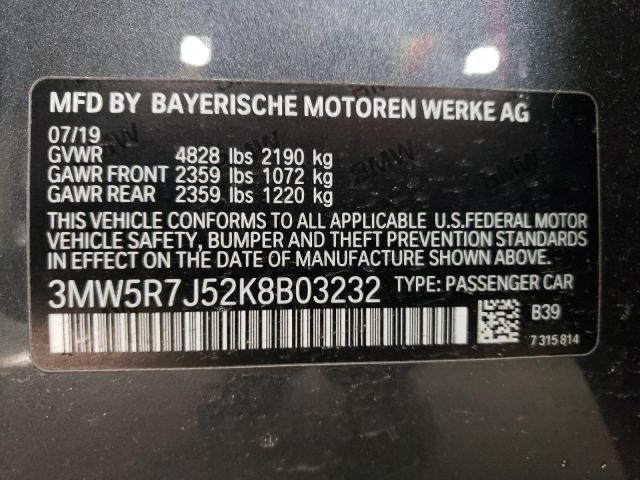 MFD BY BAYERISCHE MOTOREN WERKE AG
07/19
GVWR 4828 lbs 2190 kg
GAWR FRONT 2359 lbs 1072 kg
GAWR REAR 2359 lbs 1220 kg
THIS VEHICLE CONFORMS TO ALL APPLICABLE U.S.FEDERAL MOTOR
VEHICLE SAFETY, BUMPER AND THEFT PREVENTION STANDARDS
IN EFFECT ON THE DATE OF MANUFACTURE SHOWN ABOVE.
3MW5R7J52K8B03232 TYPE: PASSENGER CAR
B39
7 315 814